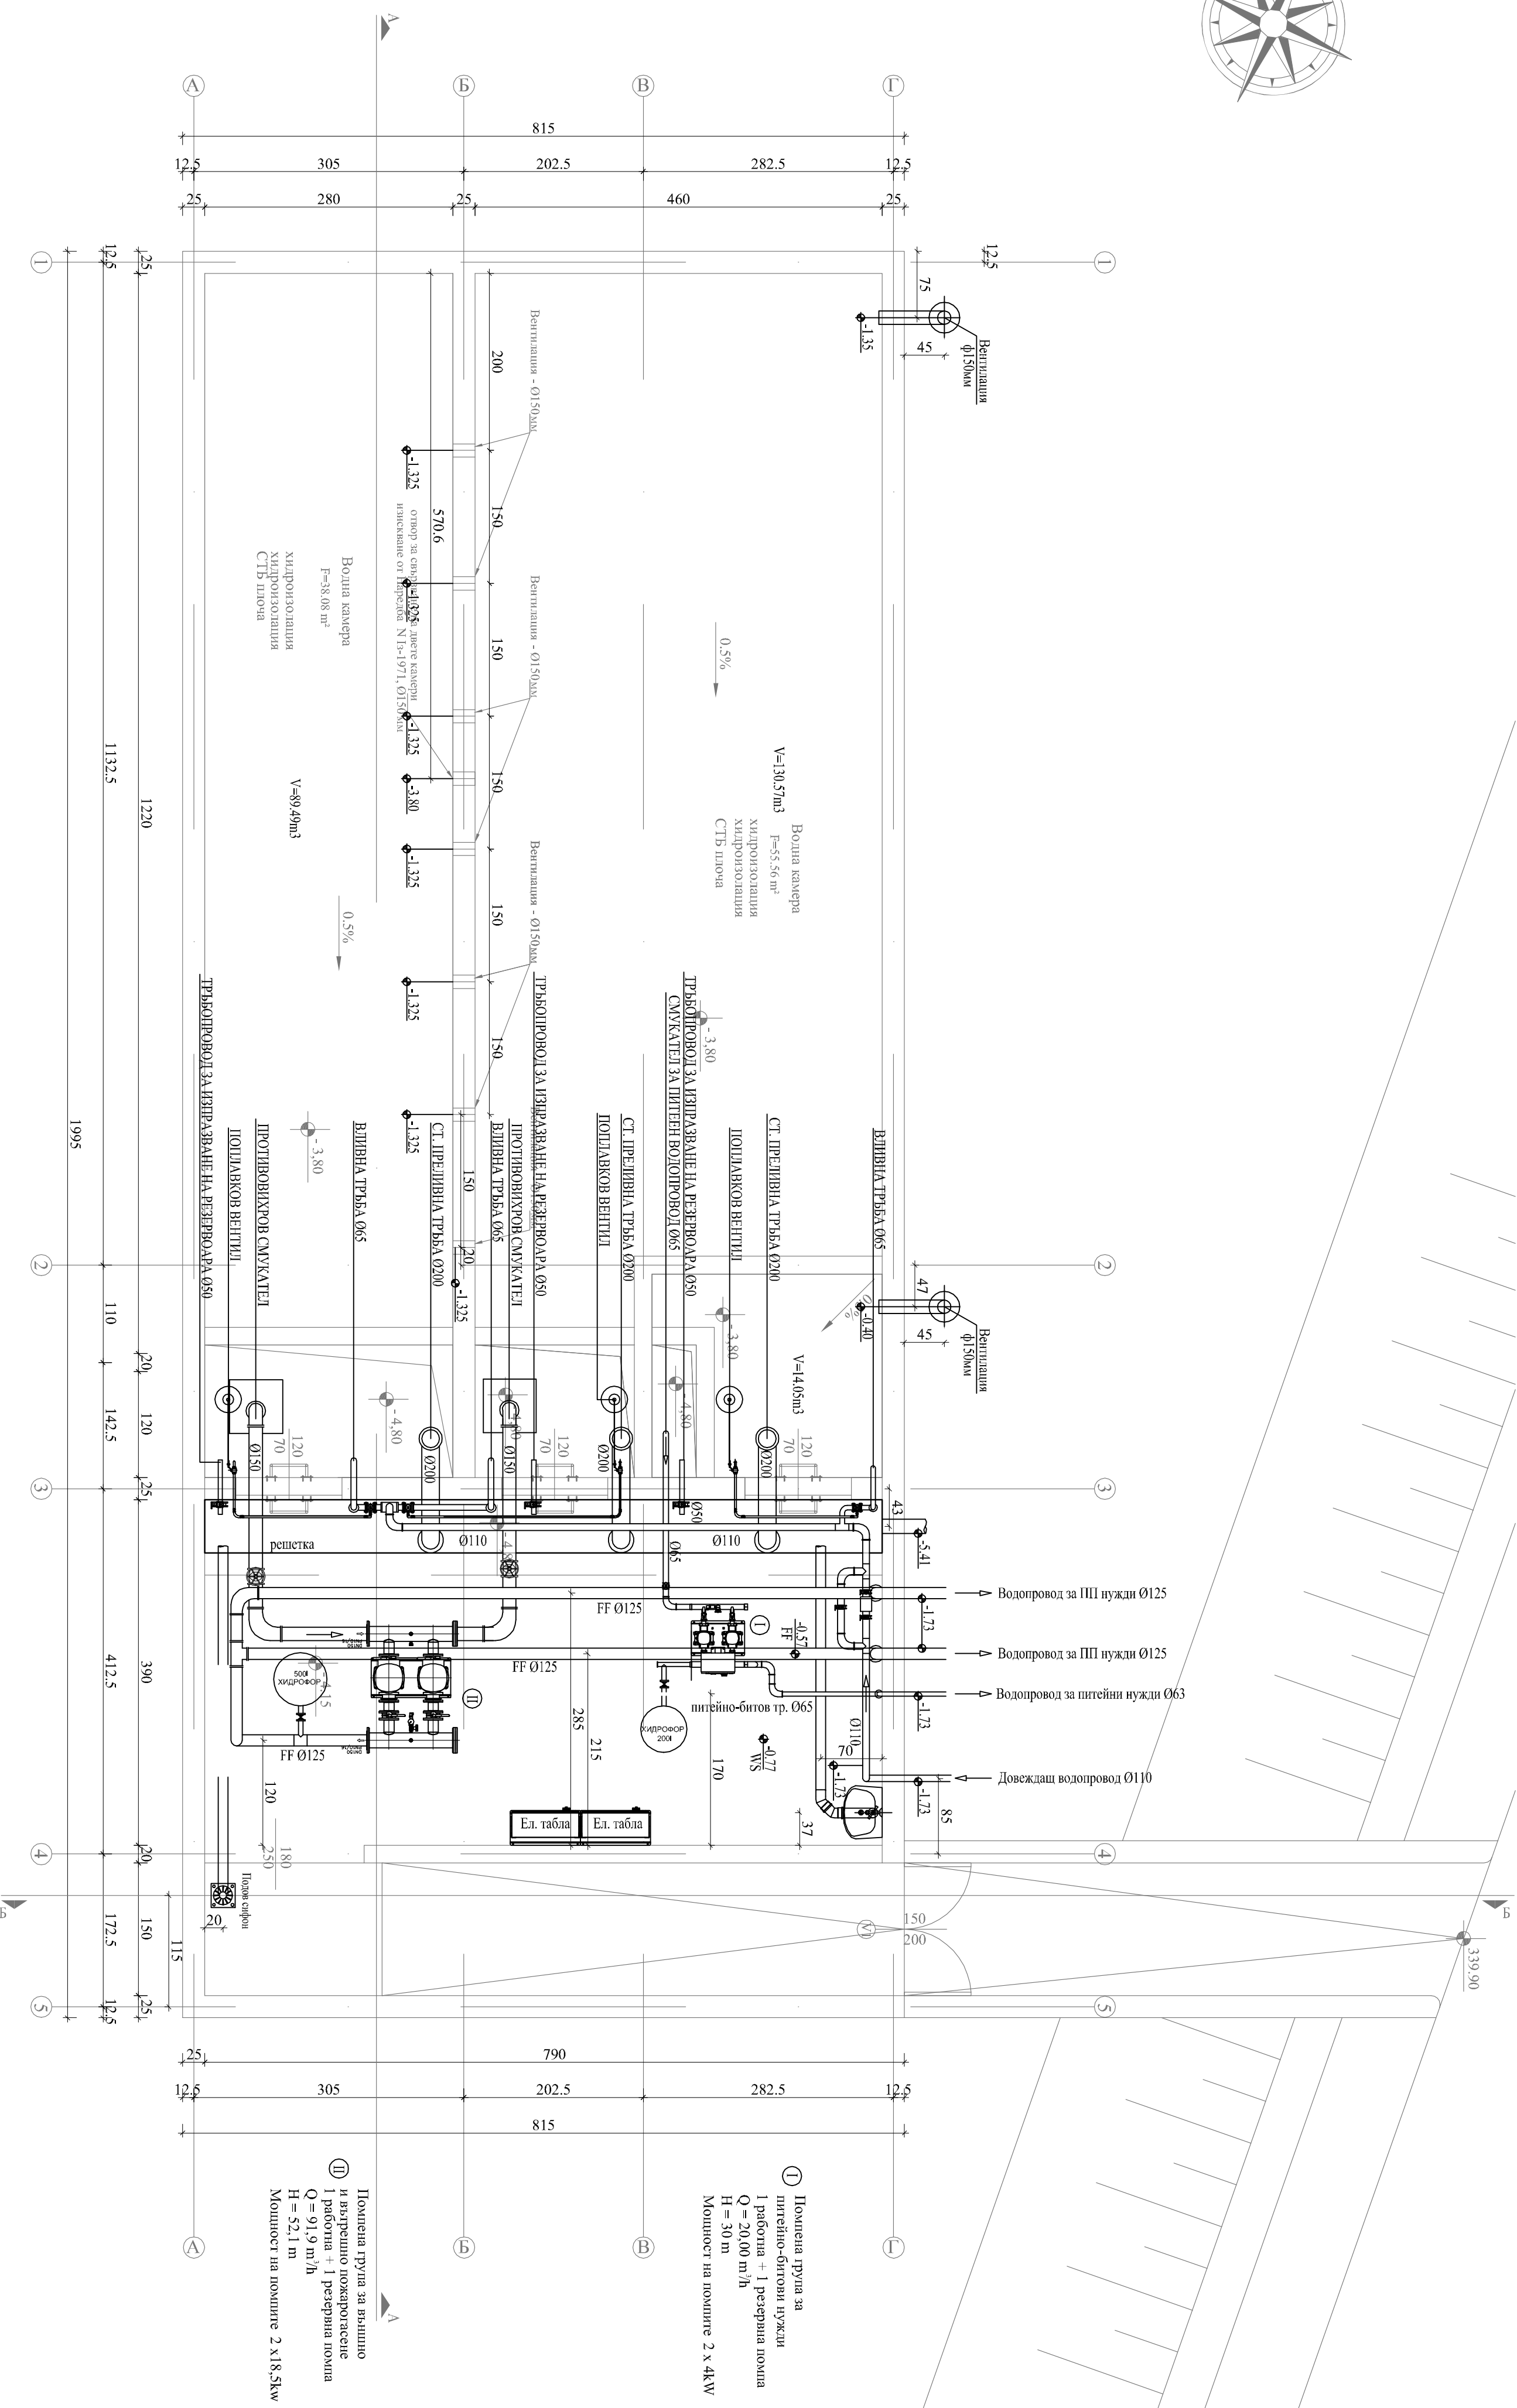 А
А
Б
В
Г
815
12.5
305
202.5
282.5
12.5
25
280
25
460
25
1
1
12.5
25
12.5
75
45
-1.35
Вентилация
ф150мм
200
Вентилация - Ø150мм
-1.325
570.6
150
отвор за свързване на двете камери
изискване от Наредба N Iз-1971, Ø150мм
-1.325
Вентилация - Ø150мм
150
-1.325
150
-3.80
-1.325
Вентилация - Ø150мм
150
-1.325
150
-1.325
150
20
-1.325
Водна камера
F=38.08 m²
хидроизолация
хидроизолация
СТБ плоча
V=89.49m3
0.5%
0.5%
V=130.57m3
Водна камера
F=55.56 m²
хидроизолация
хидроизолация
СТБ плоча
1132.5
1220
1995
- 3,80
- 3,80
- 3,80
ТРЪБОПРОВОД ЗА ИЗПРАЗВАНЕ НА РЕЗЕРВОАРА Ø50
ПОПЛАВКОВ ВЕНТИЛ
ПРОТИВОВИХРОВ СМУКАТЕЛ
ВЛИВНА ТРЪБА Ø65
СТ. ПРЕЛИВНА ТРЪБА Ø200
ВЛИВНА ТРЪБА Ø65
ПРОТИВОВИХРОВ СМУКАТЕЛ
ТРЪБОПРОВОД ЗА ИЗПРАЗВАНЕ НА РЕЗЕРВОАРА Ø50
ПОПЛАВКОВ ВЕНТИЛ
СТ. ПРЕЛИВНА ТРЪБА Ø200
СМУКАТЕЛ ЗА ПИТЕЕН ВОДОПРОВОД Ø65
ТРЪБОПРОВОД ЗА ИЗПРАЗВАНЕ НА РЕЗЕРВОАРА Ø50
ПОПЛАВКОВ ВЕНТИЛ
СТ. ПРЕЛИВНА ТРЪБА Ø200
ВЛИВНА ТРЪБА Ø65
2
2
47
45
-0.40
Вентилация
ф150мм
V=14.05m3
110
20
142.5
120
- 4,80
- 4,80
Ø150
Ø200
Ø150
Ø200
Ø200
120
70
120
70
120
70
3
3
25
43
-5.41
решетка
Ø110
Ø50
Ø65
Ø110
FF Ø125
FF Ø125
FF Ø125
I
II
-0.57
FF
-1.73
Водопровод за ПП нужди Ø125
Водопровод за ПП нужди Ø125
Водопровод за питейни нужди Ø63
-1.73
Довеждащ водопровод Ø110
-1.73
-1.73
Ø110
70
85
37
питейно-битов тр. Ø65
ХИДРОФОР
200l
500l
ХИДРОФОР
-4,15
-0.77
WS
285
215
170
120
412.5
390
Ел. табла
Ел. табла
180
250
4
4
20
Подов сифон
20
115
172.5
150
150
200
339.90
Б
Б
5
5
25
12.5
25
790
12.5
305
202.5
282.5
12.5
815
А
Б
В
Г
А
I
Помпена група за
питейно-битови нужди
1 работна + 1 резервна помпа
Q = 20,00 m³/h
H = 30 m
Мощност на помпите 2 x 4kW
II
Помпена група за външно
и вътрешно пожарогасене
1 работна + 1 резервна помпа
Q = 91,9 m³/h
H = 52,1 m
Мощност на помпите 2 x18,5kw